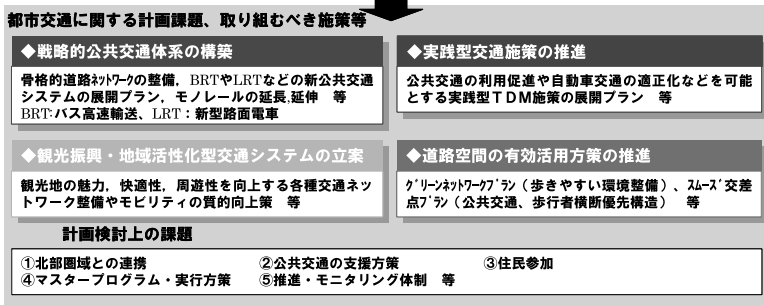 都市交通に関する計画課題、取り組むべき施策等
◆戦略的公共交通体系の構築
骨格的道路ﾈｯﾄﾜｰｸの整備，BRTやLRTなどの新公共交通
システムの展開プラン，モノレールの延長,延伸　等
BRT:バス高速輸送、LRT：新型路面電車
◆実践型交通施策の推進
公共交通の利用促進や自動車交通の適正化などを可能
とする実践型ＴＤＭ施策の展開プラン　等
◆観光振興・地域活性化型交通システムの立案
観光地の魅力，快適性，周遊性を向上する各種交通ネッ
トワーク整備やモビリティの質的向上策　等
◆道路空間の有効活用方策の推進
ｸﾞﾘｰﾝﾈｯﾄﾜｰｸﾌﾟﾗﾝ（歩きやすい環境整備）、ｽﾑｰｽﾞ交差
点ﾌﾟﾗﾝ（公共交通、歩行者横断優先構造）　等
計画検討上の課題
①北部圏域との連携　②公共交通の支援方策　③住民参加
④マスタープログラム・実行方策　⑤推進・モニタリング体制　等